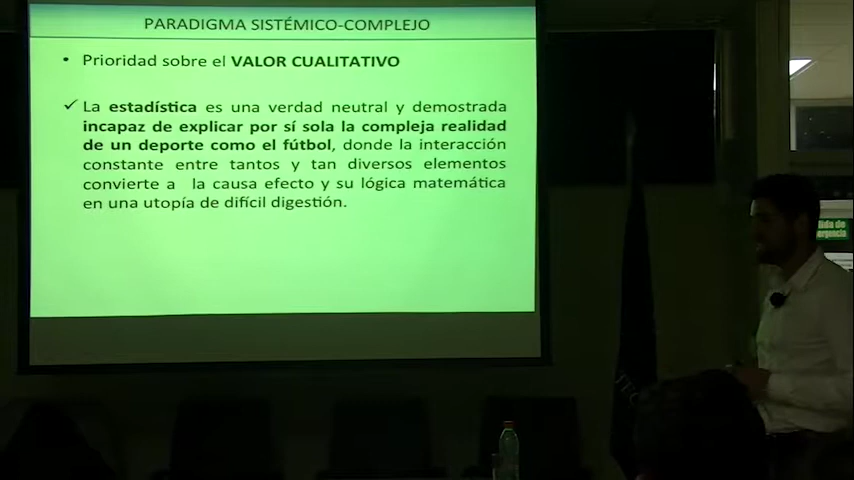 PARADIGMA SISTÉMICO-COMPLEJO
• Prioridad sobre el VALOR CUALITATIVO
✓ La estadística es una verdad neutral y demostrada
incapaz de explicar por sí sola la compleja realidad
de un deporte como el fútbol, donde la interacción
constante entre tantos y tan diversos elementos
convierte a la causa efecto y su lógica matemática
en una utopía de difícil digestión.